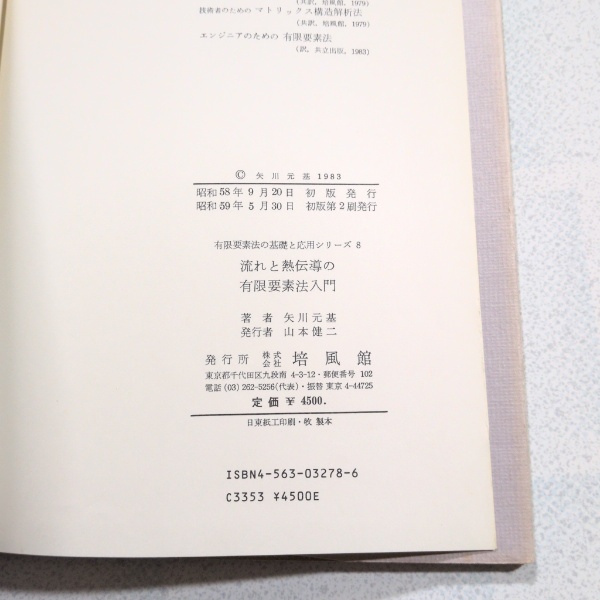 (共訳，培風館，1979)
技術者のための マトリックス構造解析法
(共訳，培風館，1979)
エンジニアのための 有限要素法
(訳，共立出版，1983)
© 矢川元基 1983
昭和58年 9月20日 初版発行
昭和59年 5月30日 初版第2刷発行
有限要素法の基礎と応用シリーズ 8
流れと熱伝導の
有限要素法入門
著者 矢川元基
発行者 山本健二
発行所 株式会社 培風館
東京都千代田区九段南 4-3-12・郵便番号 102
電話(03)262-5256(代表)・振替 東京 4-44725
定価 ¥ 4500.
日東紙工印刷・牧 製本
ISBN4-563-03278-6
C3353 ¥4500E